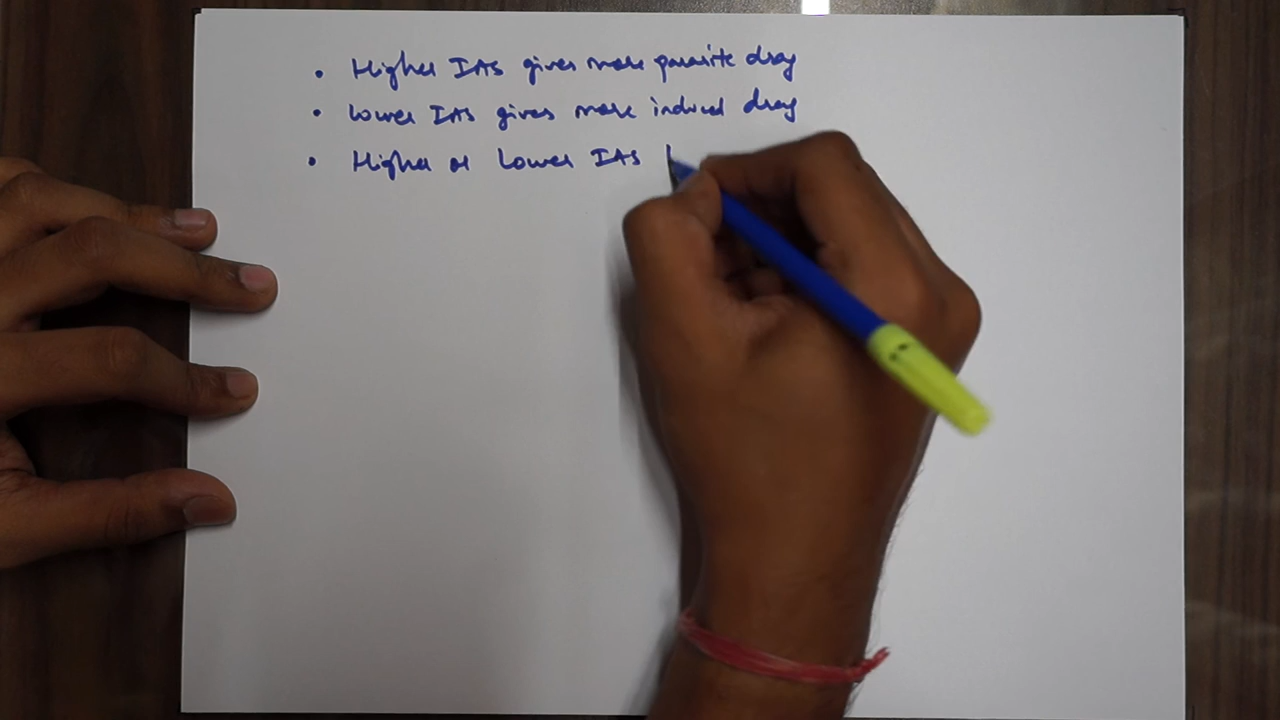 • Higher IAS gives more parasite drag
• Lower IAS gives more induced drag
• Higher or Lower IAS